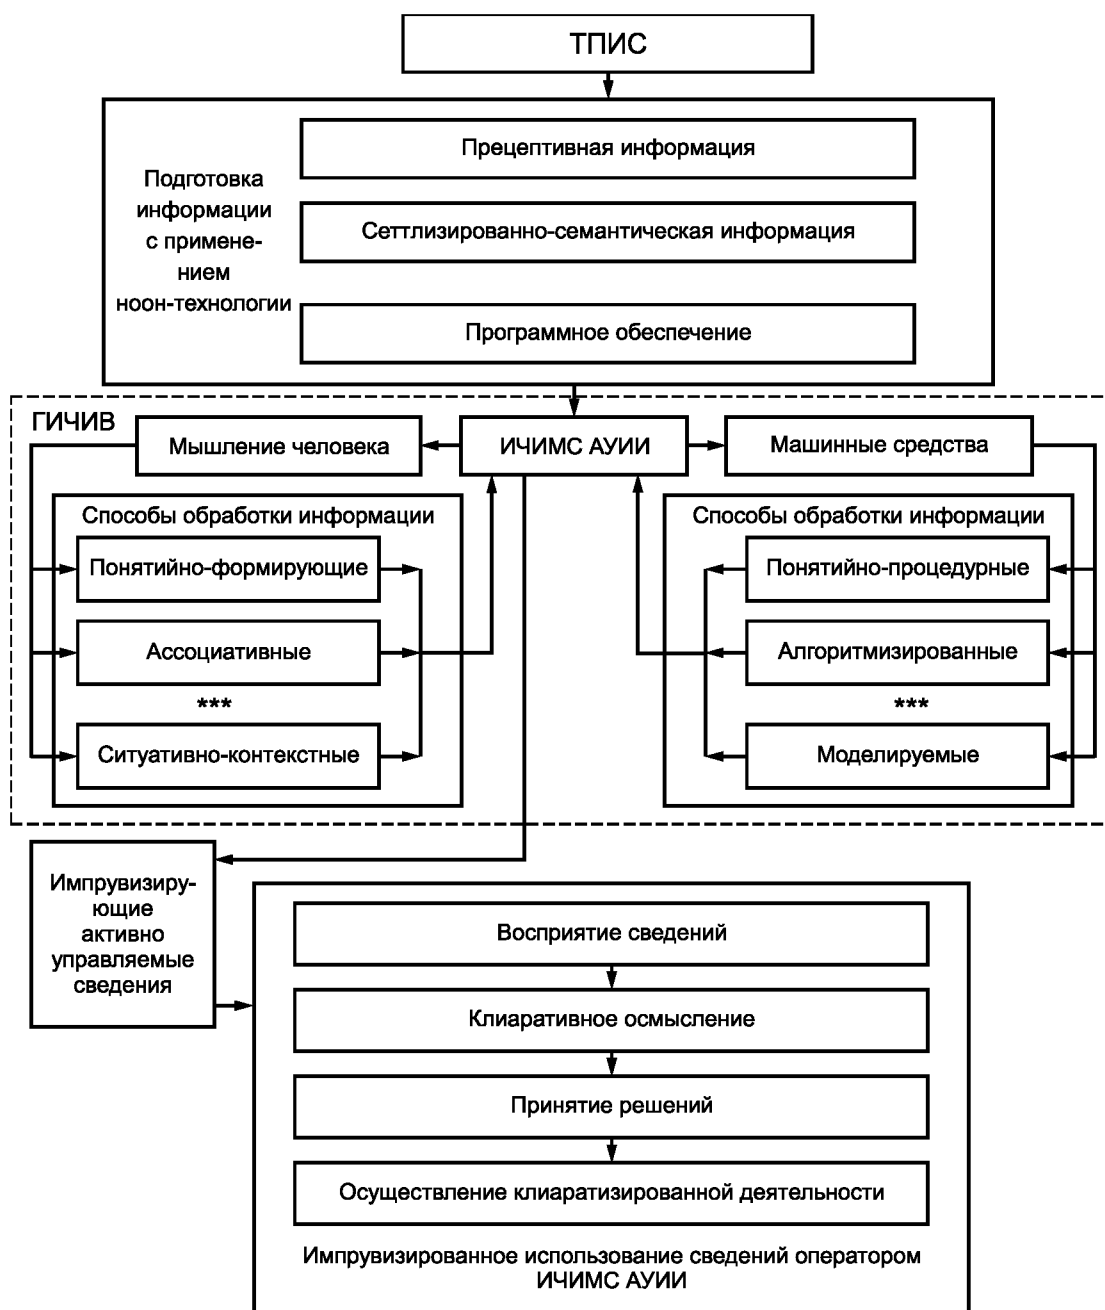 ТПИС
Подготовка
информации
с примене-
нием
ноон-технологии
Прецептивная информация
Сеттлизированно-семантическая информация
Программное обеспечение
ГИЧИВ
Мышление человека
ИЧИМС АУИИ
Машинные средства
Способы обработки информации
Понятийно-формирующие
Ассоциативные
***
Ситуативно-контекстные
Способы обработки информации
Понятийно-процедурные
Алгоритмизированные
***
Моделируемые
Импрувизиру-
ющие
активно
управляемые
сведения
Восприятие сведений
Клиаративное осмысление
Принятие решений
Осуществление клиаратизированной деятельности
Импрувизированное использование сведений оператором
ИЧИМС АУИИ